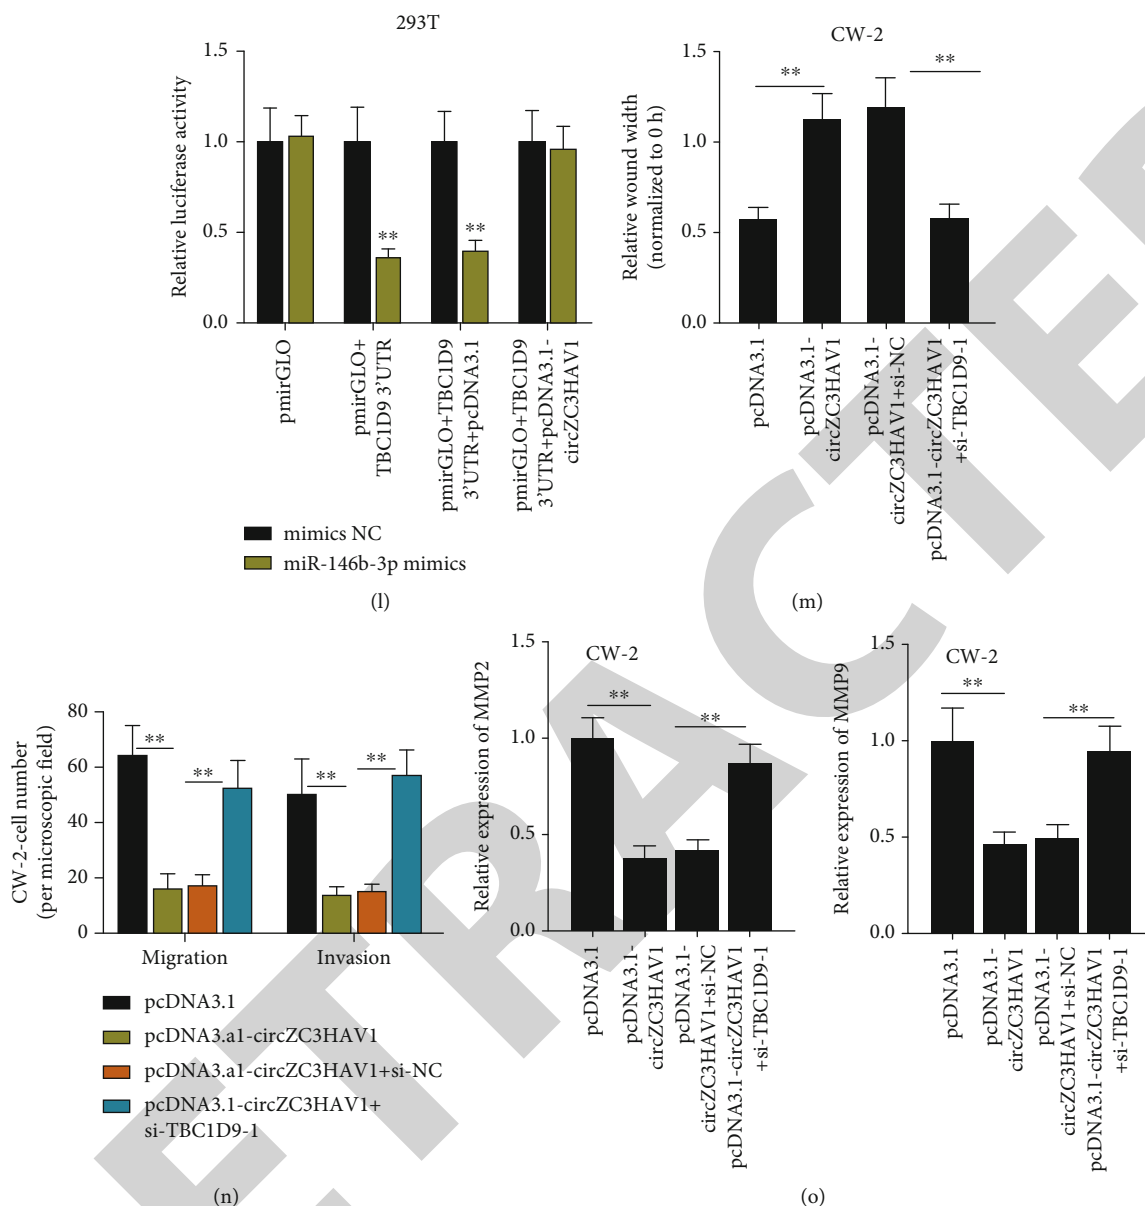 293T
Relative luciferase activity
1.5
1.0
0.5
0.0
pmirGLO
pmirGLO+
TBC1D9 3'UTR
pmirGLO+TBC1D9
3'UTR+pcDNA3.1
pmirGLO+TBC1D9
3'UTR+pcDNA3.1-
circZC3HAV1
**
**
mimics NC
miR-146b-3p mimics
(l)
CW-2
Relative wound width
(normalized to 0 h)
1.5
1.0
0.5
0.0
**
**
pcDNA3.1
pcDNA3.1-
circZC3HAV1
pcDNA3.1-
circZC3HAV1+si-NC
pcDNA3.1-circZC3HAV1
+si-TBC1D9-1
(m)
CW-2-cell number
(per microscopic field)
80
60
40
20
0
**
**
**
**
Migration
Invasion
pcDNA3.1
pcDNA3.a1-circZC3HAV1
pcDNA3.a1-circZC3HAV1+si-NC
pcDNA3.1-circZC3HAV1+
si-TBC1D9-1
(n)
CW-2
Relative expression of MMP2
1.5
1.0
0.5
0.0
**
**
pcDNA3.1
pcDNA3.1-
circZC3HAV1
pcDNA3.1-
circZC3HAV1+si-NC
pcDNA3.1-circZC3HAV1
+si-TBC1D9-1
CW-2
Relative expression of MMP9
1.5
1.0
0.5
0.0
**
**
pcDNA3.1
pcDNA3.1-
circZC3HAV1
pcDNA3.1-
circZC3HAV1+si-NC
pcDNA3.1-circZC3HAV1
+si-TBC1D9-1
(o)
ETRACTE